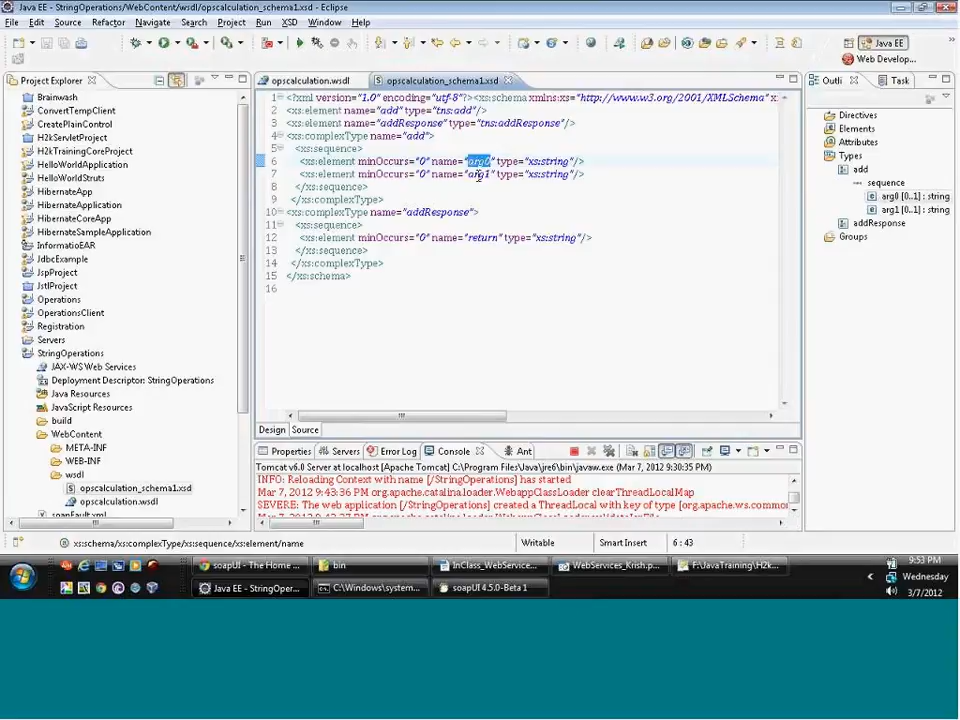 Java EE - StringOperations/WebContent/wsdl/opscalculation_schema1.xsd - Eclipse
File Edit Source Refactor Navigate Search Project Run XSD Window Help
Java EE
Web Develop...
Project Explorer
opscalculation.wsdl
opscalculation_schema1.xsd
Outli
Task
Brainwash
ConvertTempClient
CreatePlainControl
H2kServletProject
H2kTrainingCoreProject
HelloWorldApplication
HelloWorldStruts
HibernateApp
HibernateApplication
HibernateCoreApp
HibernateSampleApplication
InformatioEAR
JdbcExample
JspProject
JstlProject
Operations
OperationsClient
Registration
Servers
StringOperations
JAX-WS Web Services
Deployment Descriptor: StringOperations
Java Resources
JavaScript Resources
build
WebContent
META-INF
WEB-INF
wsdl
opscalculation_schema1.xsd
opscalculation.wsdl
soapFault.xml
1 <?xml version="1.0" encoding="utf-8"?><xs:schema xmlns:xs="http://www.w3.org/2001/XMLSchema" x
2 <xs:element name="add" type="tns:add"/>
3 <xs:element name="addResponse" type="tns:addResponse"/>
4 <xs:complexType name="add">
5 <xs:sequence>
6 <xs:element minOccurs="0" name="arg0" type="xs:string"/>
7 <xs:element minOccurs="0" name="arg1" type="xs:string"/>
8 </xs:sequence>
9 </xs:complexType>
10 <xs:complexType name="addResponse">
11 <xs:sequence>
12 <xs:element minOccurs="0" name="return" type="xs:string"/>
13 </xs:sequence>
14 </xs:complexType>
15 </xs:schema>
16
Directives
Elements
Attributes
Types
add
sequence
arg0 [0..1] : string
arg1 [0..1] : string
addResponse
Groups
Design Source
Properties Servers Error Log Console Ant
Tomcat v6.0 Server at localhost [Apache Tomcat] C:\Program Files\Java\jre6\bin\javaw.exe (Mar 7, 2012 9:30:35 PM)
INFO: Reloading Context with name [/StringOperations] has started
Mar 7, 2012 9:43:36 PM org.apache.catalina.loader.WebappClassLoader clearThreadLocalMap
SEVERE: The web application [/StringOperations] created a ThreadLocal with key of type [org.apache.ws.commo
xs:schema/xs:complexType/xs:sequence/xs:element/name
Writable
Smart Insert
6 : 43
soapUI - The Home ...
bin
InClass_WebService...
WebServices_Krish.p...
F:\JavaTraining\H2k...
9:53 PM
Java EE - StringOper...
C:\Windows\system...
soapUI 4.5.0-Beta 1
Wednesday
3/7/2012